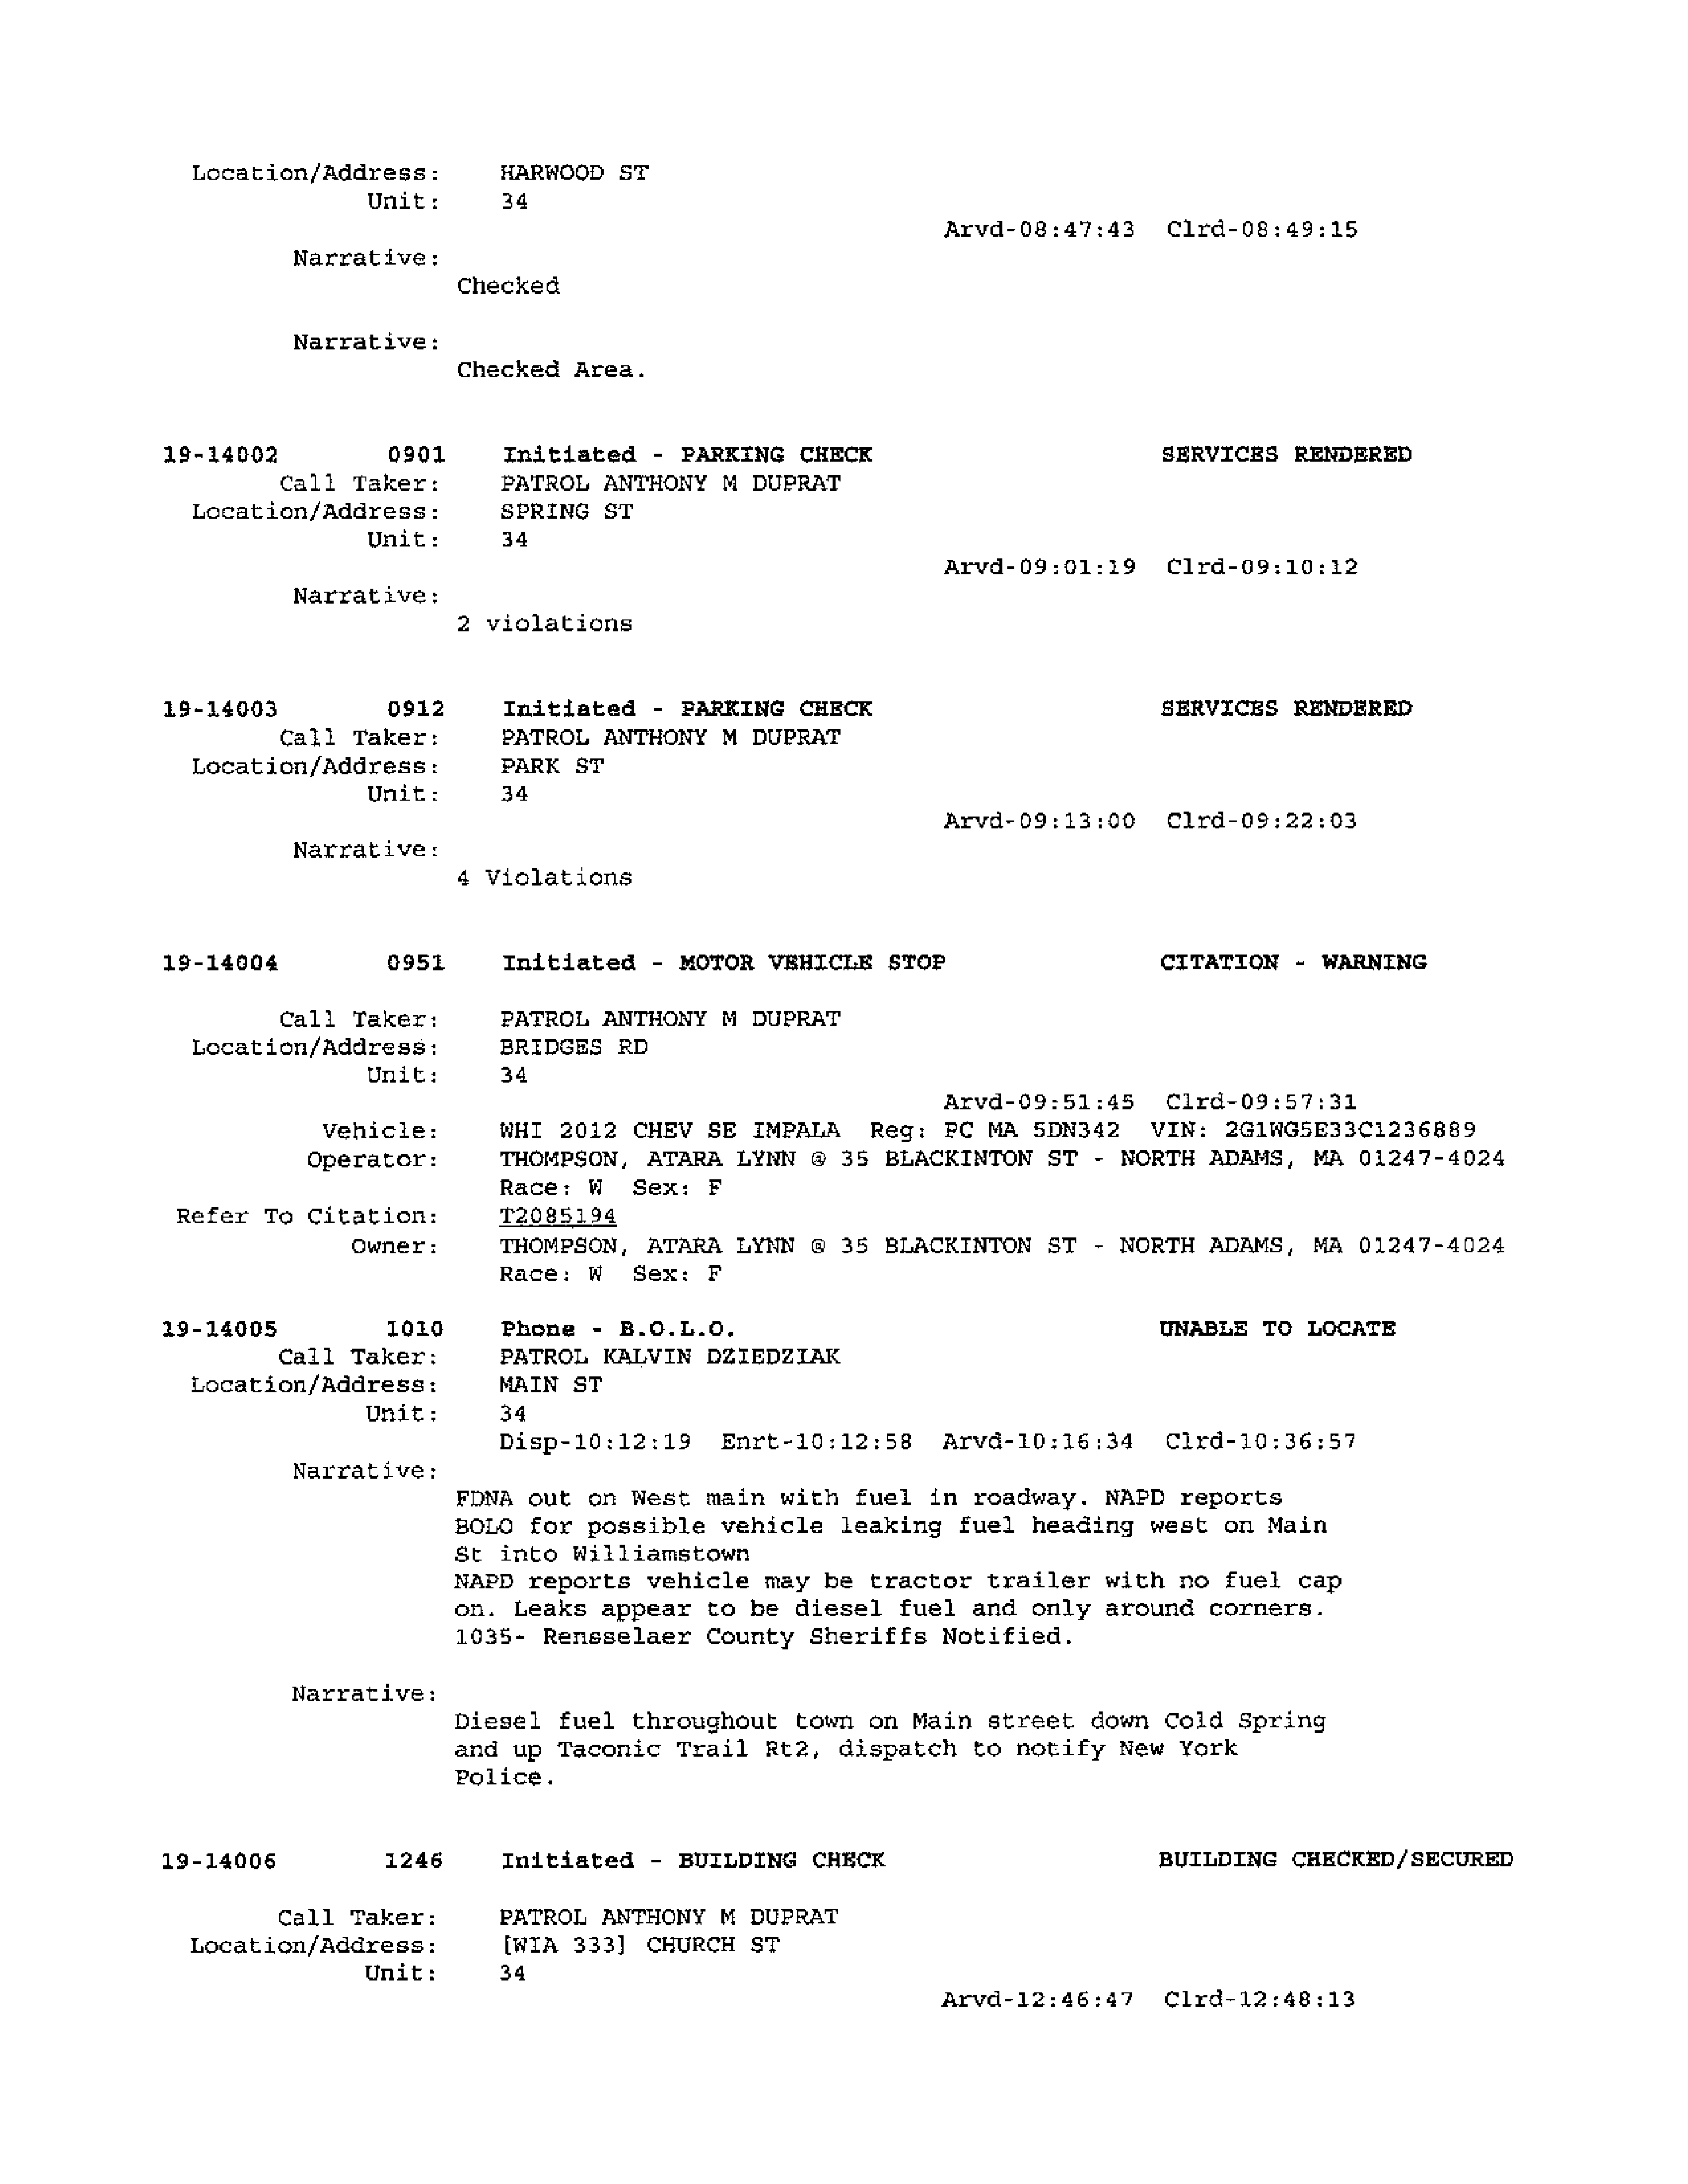 Location/Address: HARWOOD ST
Unit: 34
Arvd-08:47:43 Clrd-08:49:15
Narrative:
Checked
Narrative:
Checked Area.
19-14002 0901 Initiated - PARKING CHECK SERVICES RENDERED
Call Taker: PATROL ANTHONY M DUPRAT
Location/Address: SPRING ST
Unit: 34
Arvd-09:01:19 Clrd-09:10:12
Narrative:
2 violations
19-14003 0912 Initiated - PARKING CHECK SERVICES RENDERED
Call Taker: PATROL ANTHONY M DUPRAT
Location/Address: PARK ST
Unit: 34
Arvd-09:13:00 Clrd-09:22:03
Narrative:
4 Violations
19-14004 0951 Initiated - MOTOR VEHICLE STOP CITATION - WARNING
Call Taker: PATROL ANTHONY M DUPRAT
Location/Address: BRIDGES RD
Unit: 34
Arvd-09:51:45 Clrd-09:57:31
Vehicle: WHI 2012 CHEV SE IMPALA Reg: PC MA 5DN342 VIN: 2G1WG5E33C1236889
Operator: THOMPSON, ATARA LYNN @ 35 BLACKINTON ST - NORTH ADAMS, MA 01247-4024
Race: W Sex: F
Refer To Citation: T2085194
Owner: THOMPSON, ATARA LYNN @ 35 BLACKINTON ST - NORTH ADAMS, MA 01247-4024
Race: W Sex: F
19-14005 1010 Phone - B.O.L.O. UNABLE TO LOCATE
Call Taker: PATROL KALVIN DZIEDZIAK
Location/Address: MAIN ST
Unit: 34
Disp-10:12:19 Enrt-10:12:58 Arvd-10:16:34 Clrd-10:36:57
Narrative:
FDNA out on West main with fuel in roadway. NAPD reports
BOLO for possible vehicle leaking fuel heading west on Main
St into Williamstown
NAPD reports vehicle may be tractor trailer with no fuel cap
on. Leaks appear to be diesel fuel and only around corners.
1035- Rensselaer County Sheriffs Notified.
Narrative:
Diesel fuel throughout town on Main street down Cold Spring
and up Taconic Trail Rt2, dispatch to notify New York
Police.
19-14006 1246 Initiated - BUILDING CHECK BUILDING CHECKED/SECURED
Call Taker: PATROL ANTHONY M DUPRAT
Location/Address: [WIA 333] CHURCH ST
Unit: 34
Arvd-12:46:47 Clrd-12:48:13